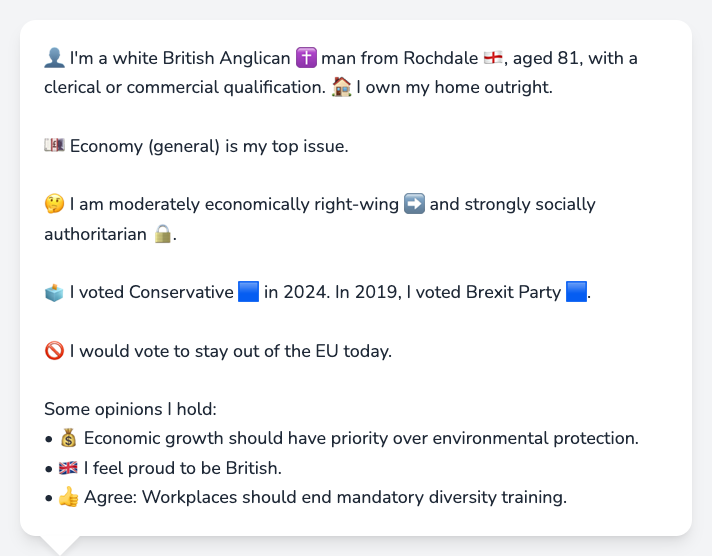 👤 I'm a white British Anglican ✝️ man from Rochdale 🏴󠁧󠁢󠁥󠁮󠁧󠁿, aged 81, with a
clerical or commercial qualification. 🏠 I own my home outright.
💷 Economy (general) is my top issue.
🤔 I am moderately economically right-wing ➡️ and strongly socially
authoritarian 🔒.
🗳️ I voted Conservative 🟦 in 2024. In 2019, I voted Brexit Party 🟦.
🚫 I would vote to stay out of the EU today.
Some opinions I hold:
• 💰 Economic growth should have priority over environmental protection.
• 🇬🇧 I feel proud to be British.
• 👍 Agree: Workplaces should end mandatory diversity training.